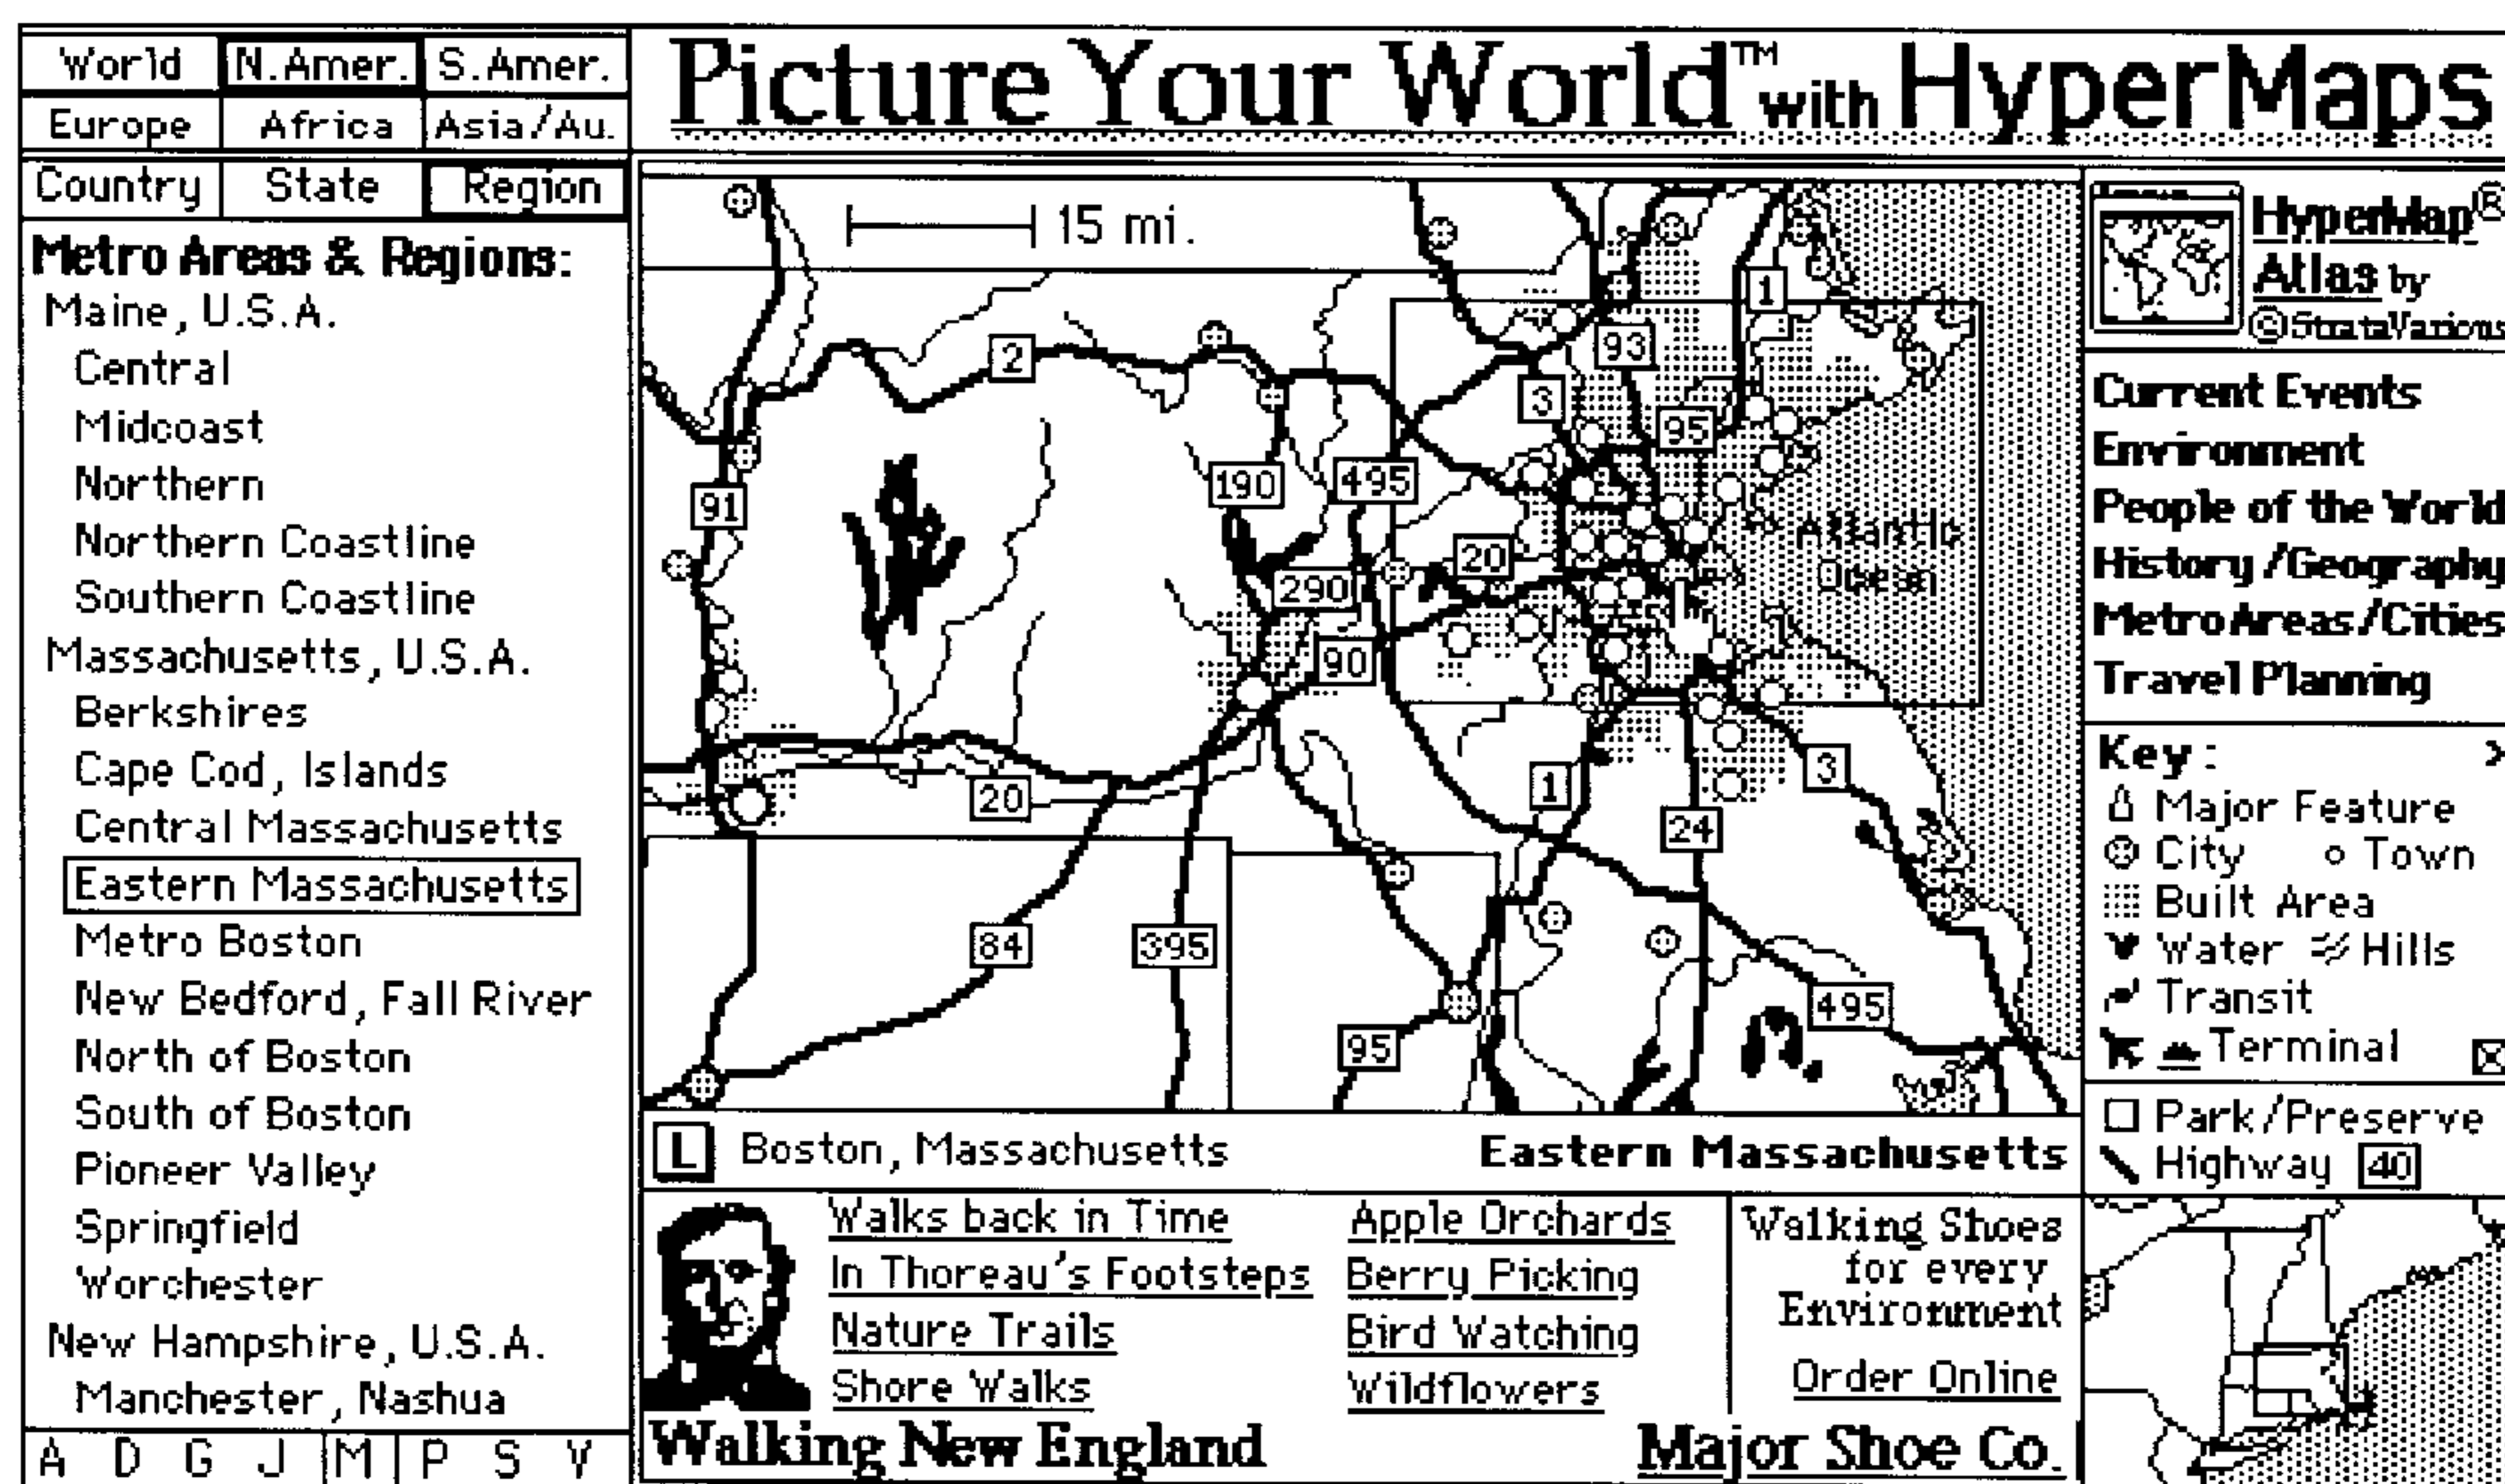 World N.Amer. S.Amer.
Europe Africa Asia/Au.
Country State Region
Metro Areas & Regions:
Maine, U.S.A.
Central
Midcoast
Northern
Northern Coastline
Southern Coastline
Massachusetts, U.S.A.
Berkshires
Cape Cod, Islands
Central Massachusetts
Eastern Massachusetts
Metro Boston
New Bedford, Fall River
North of Boston
South of Boston
Pioneer Valley
Springfield
Worchester
New Hampshire, U.S.A.
Manchester, Nashua
A D G J M P S V
Picture Your World™ with HyperMaps
15 mi.
1
2
93
3
95
190
495
91
20
Atlantic
Ocean
290
90
20
1
3
24
84
395
495
95
L Boston, Massachusetts Eastern Massachusetts
Walks back in Time
In Thoreau's Footsteps
Nature Trails
Shore Walks
Apple Orchards
Berry Picking
Bird Watching
Wildflowers
Walking New England
Walking Shoes
for every
Environment
Order Online
Major Shoe Co.
HyperMap®
Atlas by
©StrataVarious
Current Events
Environment
People of the World
History/Geography
MetroAreas/Cities
Travel Planning
Key:
Major Feature
City Town
Built Area
Water Hills
Transit
Terminal
Park/Preserve
Highway 40